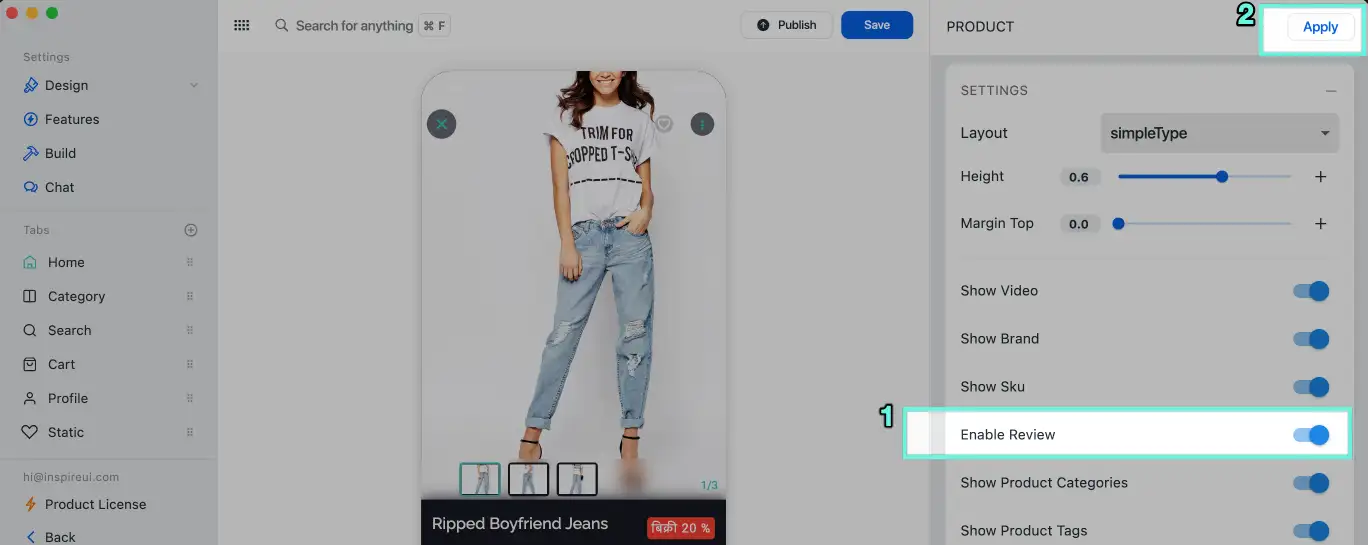 Settings
Design
Features
Build
Chat
Tabs
Home
Category
Search
Cart
Profile
Static
hi@inspireui.com
Product License
Back
Search for anything ⌘ F
Publish
Save
TRIM FOR
CROPPED T-S
1/3
Ripped Boyfriend Jeans
बिक्री 20 %
PRODUCT
2
Apply
SETTINGS
Layout simpleType
Height 0.6
Margin Top 0.0
Show Video
Show Brand
Show Sku
1
Enable Review
Show Product Categories
Show Product Tags